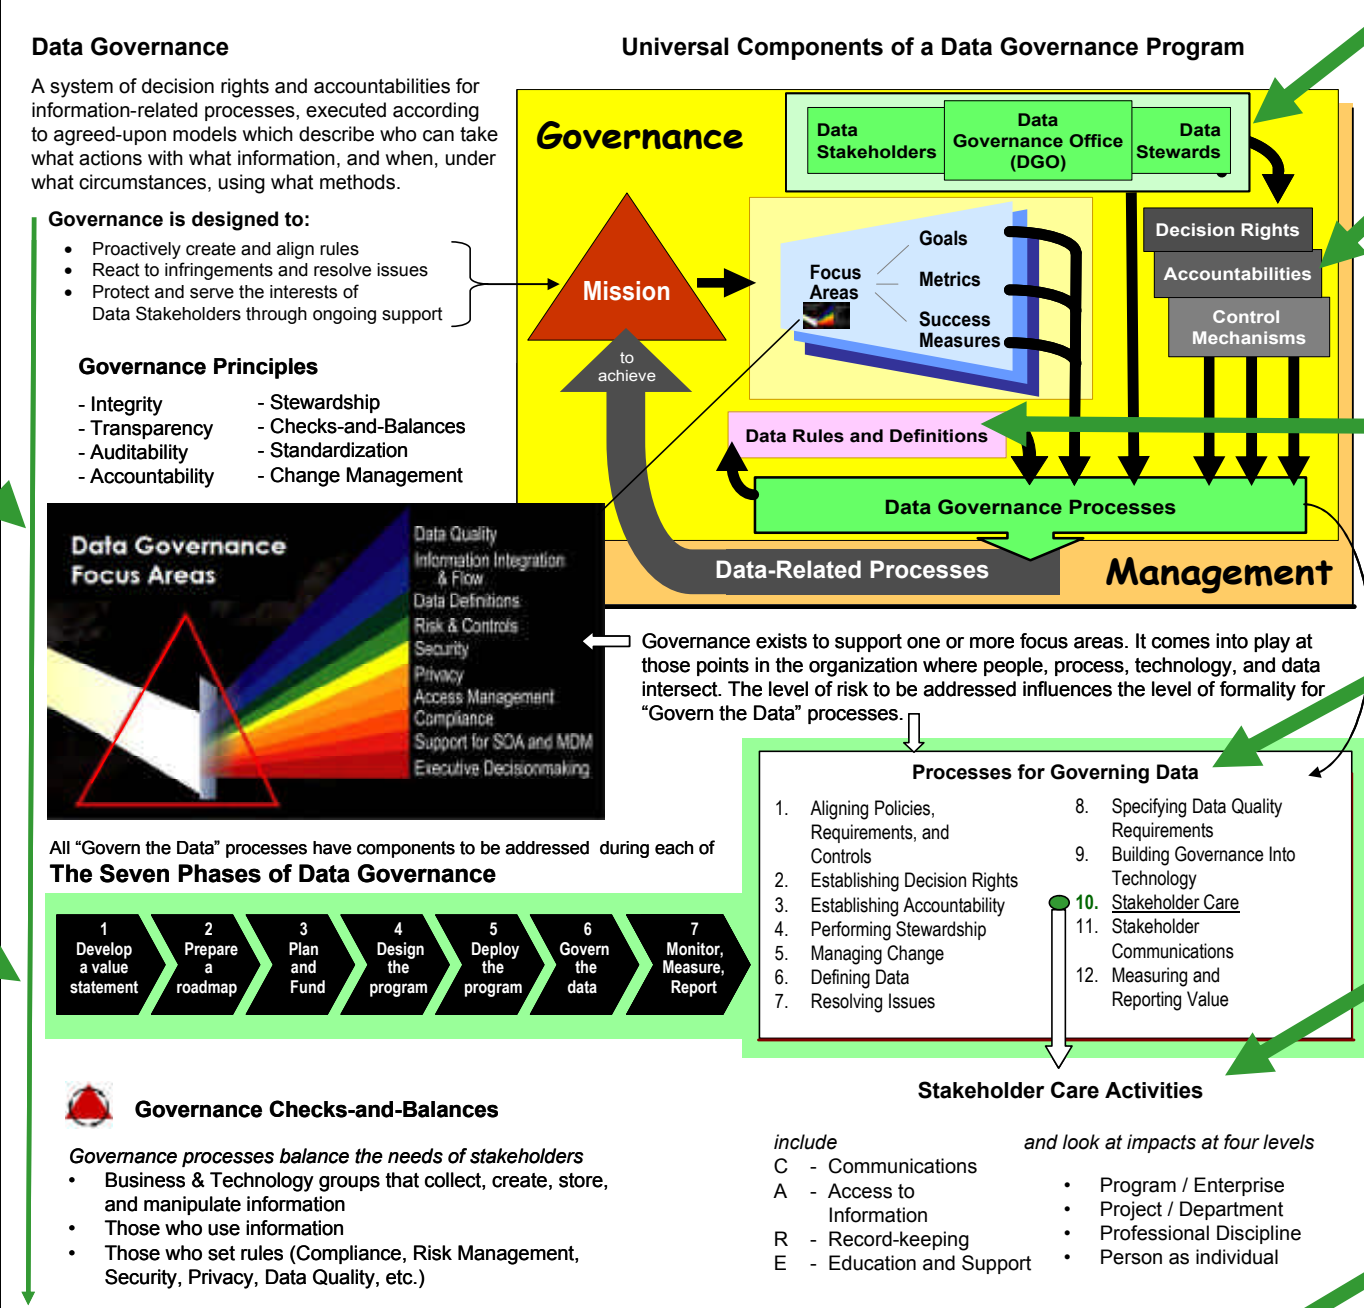 Data Governance
A system of decision rights and accountabilities for
information-related processes, executed according
to agreed-upon models which describe who can take
what actions with what information, and when, under
what circumstances, using what methods.
Governance is designed to:
• Proactively create and align rules
• React to infringements and resolve issues
• Protect and serve the interests of
Data Stakeholders through ongoing support
Governance Principles
- Integrity
- Transparency
- Auditability
- Accountability
- Stewardship
- Checks-and-Balances
- Standardization
- Change Management
Universal Components of a Data Governance Program
Governance
Data
Stakeholders
Data
Governance Office
(DGO)
Data
Stewards
Mission
Focus
Areas
Goals
Metrics
Success
Measures
Decision Rights
Accountabilities
Control
Mechanisms
to
achieve
Data Rules and Definitions
Data Governance Processes
Data-Related Processes
Management
Data Governance
Focus Areas
Data Quality
Information Integration
& Flow
Data Definitions
Risk & Controls
Security
Privacy
Access Management
Compliance
Support for SOA and MDM
Executive Decisionmaking
Governance exists to support one or more focus areas. It comes into play at
those points in the organization where people, process, technology, and data
intersect. The level of risk to be addressed influences the level of formality for
“Govern the Data” processes.
All “Govern the Data” processes have components to be addressed during each of
The Seven Phases of Data Governance
1
Develop
a value
statement
2
Prepare
a
roadmap
3
Plan
and
Fund
4
Design
the
program
5
Deploy
the
program
6
Govern
the
data
7
Monitor,
Measure,
Report
Processes for Governing Data
1. Aligning Policies,
Requirements, and
Controls
2. Establishing Decision Rights
3. Establishing Accountability
4. Performing Stewardship
5. Managing Change
6. Defining Data
7. Resolving Issues
8. Specifying Data Quality
Requirements
9. Building Governance Into
Technology
10. Stakeholder Care
11. Stakeholder
Communications
12. Measuring and
Reporting Value
Governance Checks-and-Balances
Governance processes balance the needs of stakeholders
• Business & Technology groups that collect, create, store,
and manipulate information
• Those who use information
• Those who set rules (Compliance, Risk Management,
Security, Privacy, Data Quality, etc.)
Stakeholder Care Activities
include
C - Communications
A - Access to
Information
R - Record-keeping
E - Education and Support
and look at impacts at four levels
• Program / Enterprise
• Project / Department
• Professional Discipline
• Person as individual